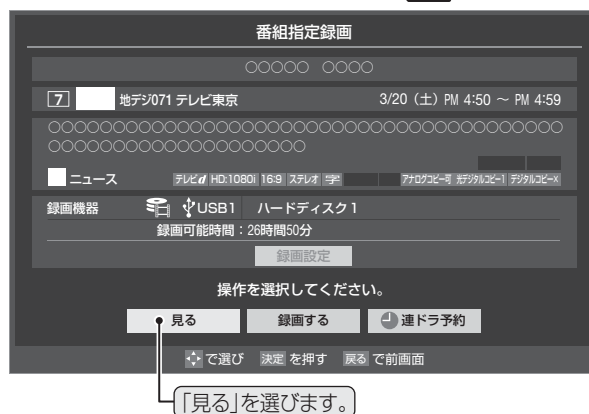 番組指定録画
○○○○○ ○○○○
7 地デジ071 テレビ東京 3/20 (土) PM 4:50 ～ PM 4:59
○○○○○○○○○○○○○○○○○○○○○○○○○○○○○○○○○○○○○○○○
○○○○○○○○○○○○○○○○○○○○
ニュース テレビd HD:1080i 16:9 ステレオ 字 アナログコピー可 光デジタルコピー1 デジタルコピー×
録画機器 USB1 ハードディスク1
録画可能時間：26時間50分
録画設定
操作を選択してください。
見る 録画する 連ドラ予約
で選び 決定 を押す 戻る で前画面
「見る」を選びます。